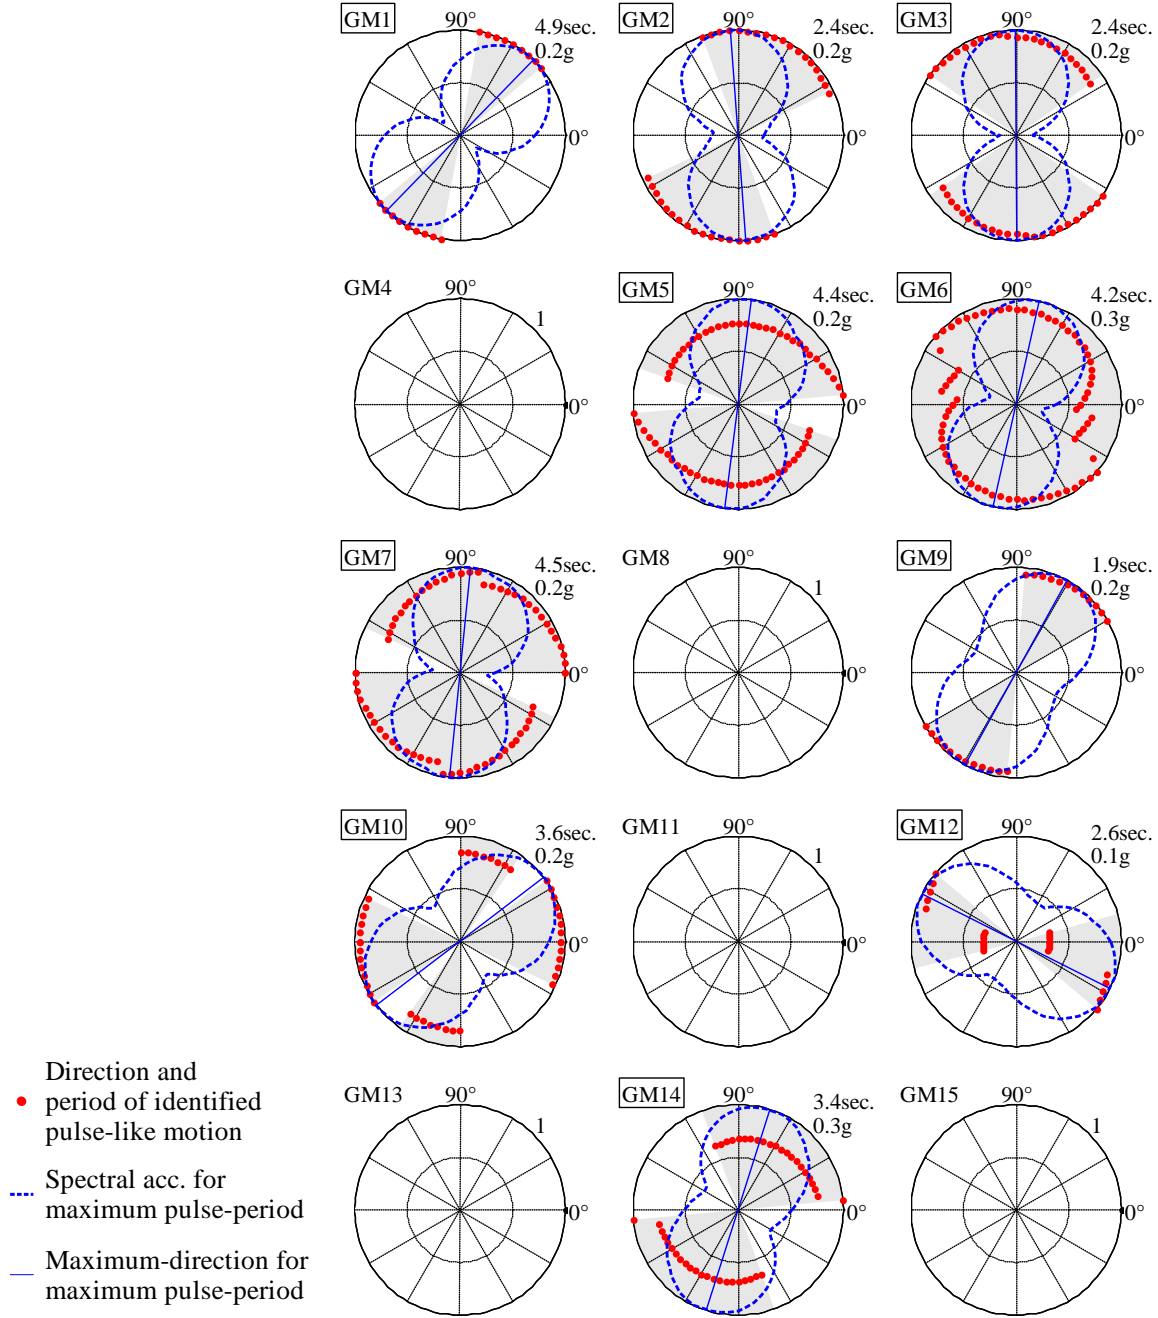 GM1
90°
4.9sec.
0.2g
0°
GM2
90°
2.4sec.
0.2g
0°
GM3
90°
2.4sec.
0.2g
0°
GM4
90°
1
0°
GM5
90°
4.4sec.
0.2g
0°
GM6
90°
4.2sec.
0.3g
0°
GM7
90°
4.5sec.
0.2g
0°
GM8
90°
1
0°
GM9
90°
1.9sec.
0.2g
0°
GM10
90°
3.6sec.
0.2g
0°
GM11
90°
1
0°
GM12
90°
2.6sec.
0.1g
0°
GM13
90°
1
0°
GM14
90°
3.4sec.
0.3g
0°
GM15
90°
1
0°
Direction and
period of identified
pulse-like motion
Spectral acc. for
maximum pulse-period
Maximum-direction for
maximum pulse-period